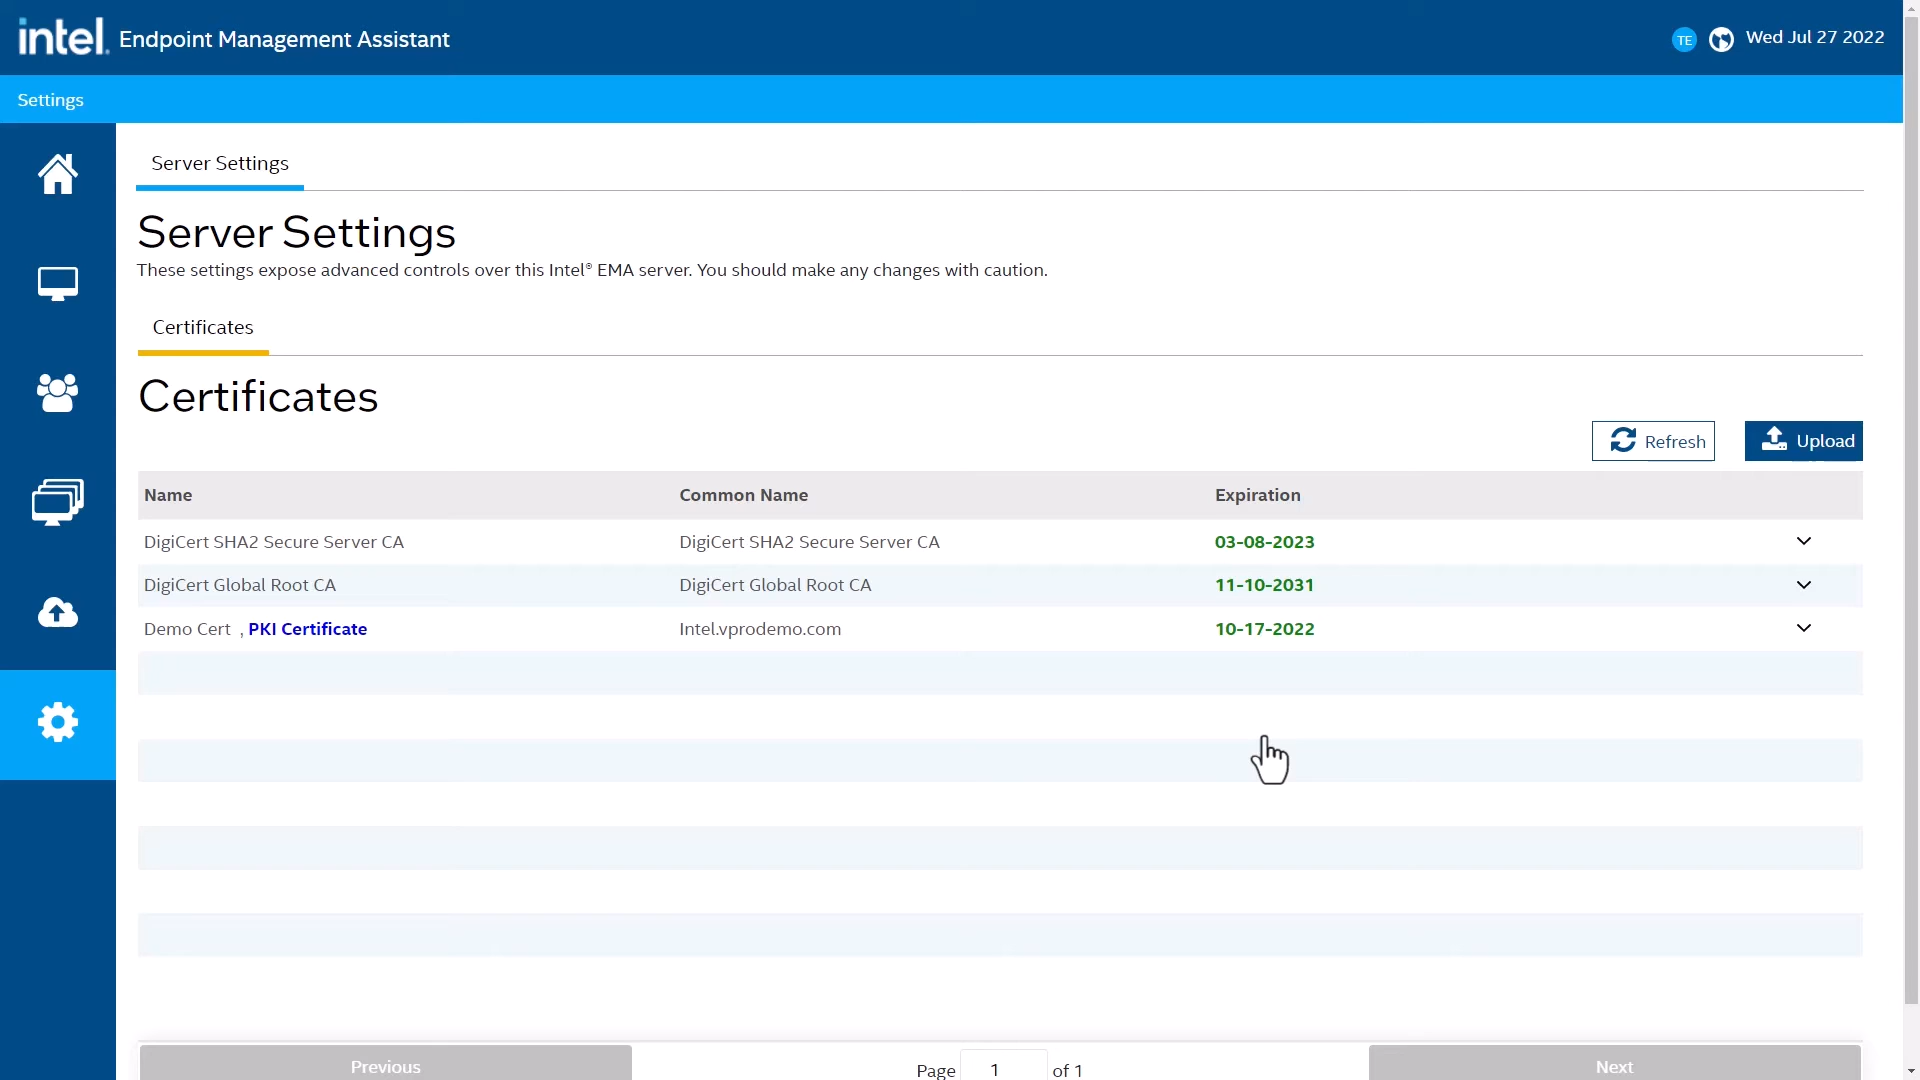 intel. Endpoint Management Assistant
TE Wed Jul 27 2022
Settings
Server Settings
Server Settings
These settings expose advanced controls over this Intel® EMA server. You should make any changes with caution.
Certificates
Certificates
Refresh Upload
Name Common Name Expiration
DigiCert SHA2 Secure Server CA DigiCert SHA2 Secure Server CA 03-08-2023
DigiCert Global Root CA DigiCert Global Root CA 11-10-2031
Demo Cert , PKI Certificate Intel.vprodemo.com 10-17-2022
Previous Page 1 of 1 Next